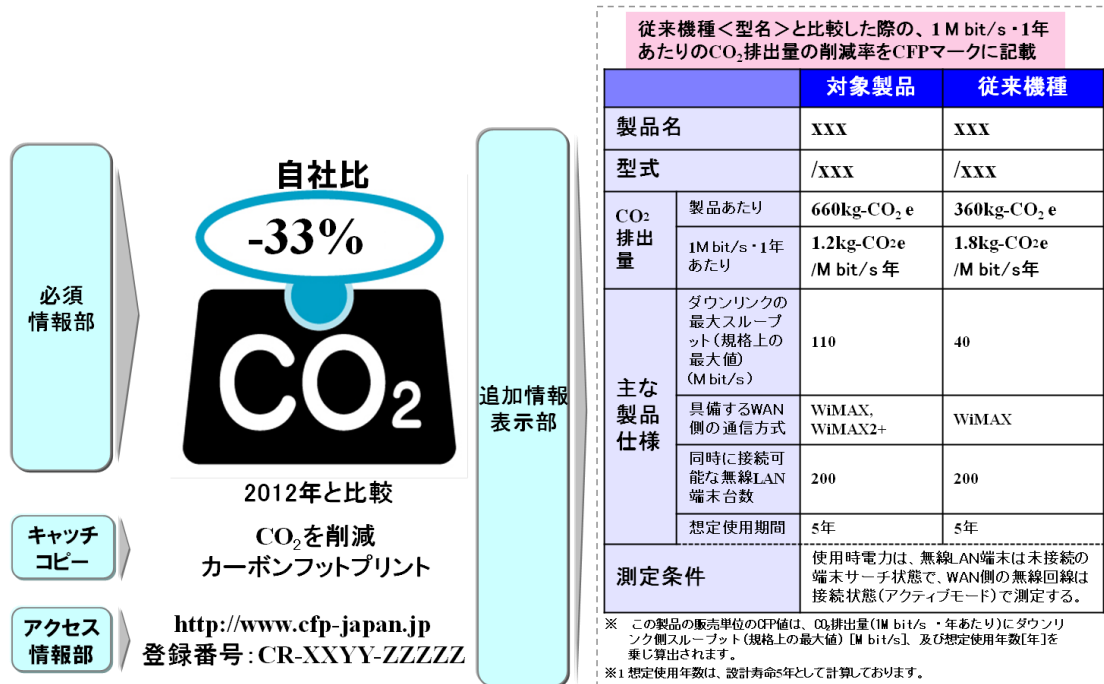 必須
情報部
自社比
-33%
CO2
2012年と比較
キャッチ
コピー
CO2を削減
カーボンフットプリント
アクセス
情報部
http://www.cfp-japan.jp
登録番号：CR-XXYY-ZZZZZ
追加情報
表示部
従来機種＜型名＞と比較した際の、1M bit/s・1年
あたりのCO2排出量の削減率をCFPマークに記載
対象製品 従来機種
製品名 XXX XXX
型式 /XXX /XXX
CO2
排出
量
製品あたり 660kg-CO2 e 360kg-CO2 e
1M bit/s・1年
あたり
1.2kg-CO2e
/M bit/s 年
1.8kg-CO2e
/M bit/s年
主な
製品
仕様
ダウンリンクの
最大スループ
ット(規格上の
最大値)
(M bit/s)
110 40
具備するWAN
側の通信方式
WiMAX,
WiMAX2+
WiMAX
同時に接続可
能な無線LAN
端末台数
200 200
想定使用期間 5年 5年
測定条件
使用時電力は、無線LAN端末は未接続の
端末サーチ状態で、WAN側の無線回線は
接続状態(アクティブモード)で測定する。
※ この製品の販売単位のCFP値は、CO2排出量(1M bit/s ・年あたり)にダウンリ
ンク側スループット(規格上の最大値) [M bit/s]、及び想定使用年数[年]を
乗じ算出されます。
※1 想定使用年数は、設計寿命5年として計算しております。